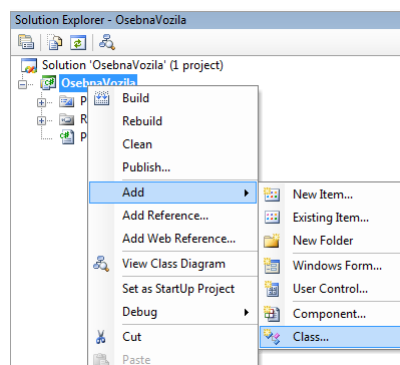 Solution Explorer - OsebnaVozila
Solution 'OsebnaVozila' (1 project)
OsebnaVozila
P
R
P
Build
Rebuild
Clean
Publish...
Add
Add Reference...
Add Web Reference...
View Class Diagram
Set as StartUp Project
Debug
Cut
Paste
New Item...
Existing Item...
New Folder
Windows Form...
User Control...
Component...
Class...